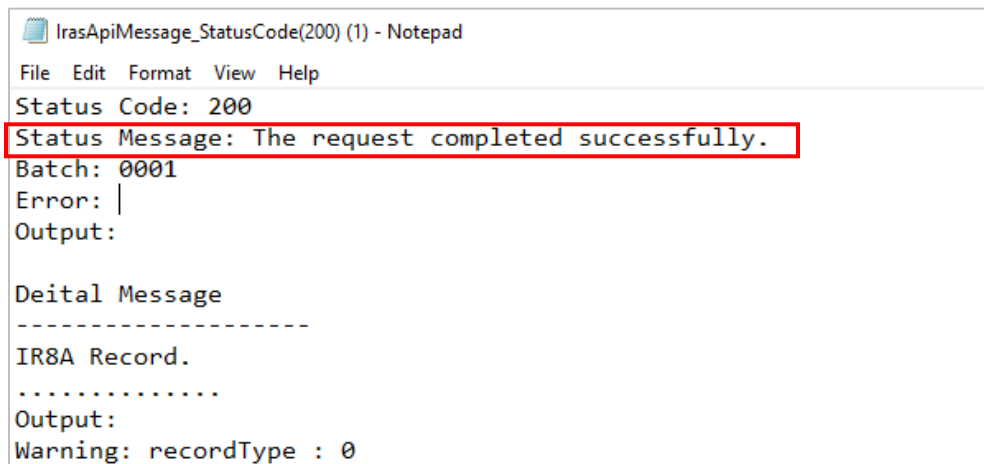 IrasApiMessage_StatusCode(200) (1) - Notepad
File Edit Format View Help
Status Code: 200
Status Message: The request completed successfully.
Batch: 0001
Error:
Output:
Deital Message
--------------------
IR8A Record.
..............
Output:
Warning: recordType : 0